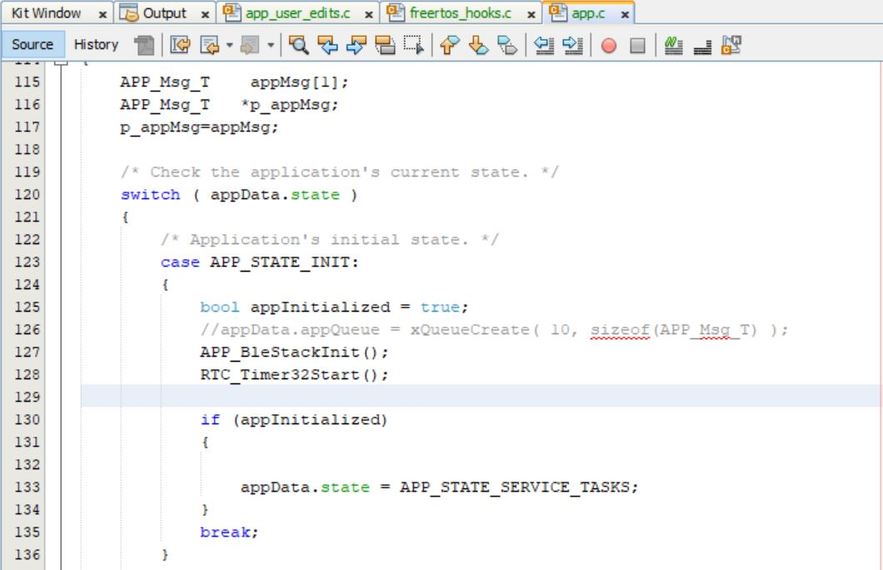 Kit Window x Output x app_user_edits.c x freertos_hooks.c x app.c x
Source History
115 APP_Msg_T    appMsg[1];
116 APP_Msg_T   *p_appMsg;
117 p_appMsg=appMsg;
118
119 /* Check the application's current state. */
120 switch ( appData.state )
121 {
122 /* Application's initial state. */
123 case APP_STATE_INIT:
124 {
125 bool appInitialized = true;
126 //appData.appQueue = xQueueCreate( 10, sizeof(APP_Msg_T) );
127 APP_BleStackInit();
128 RTC_Timer32Start();
129
130 if (appInitialized)
131 {
132
133 appData.state = APP_STATE_SERVICE_TASKS;
134 }
135 break;
136 }